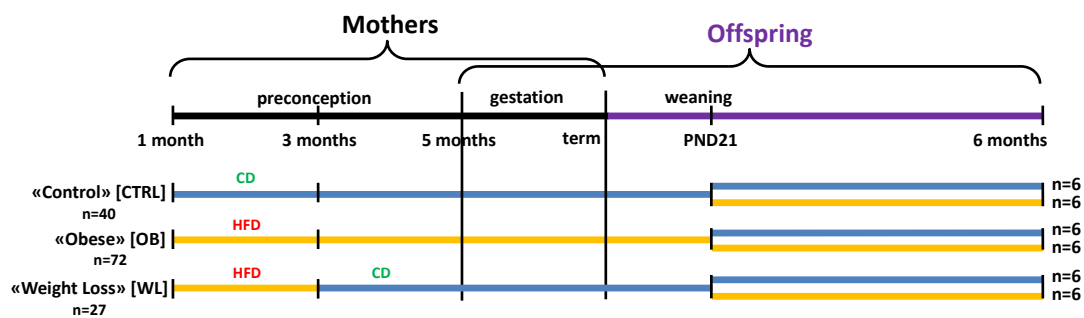 Mothers
Offspring
preconception
gestation
weaning
1 month
3 months
5 months
term
PND21
6 months
CD
«Control» [CTRL]
n=40
n=6
n=6
HFD
«Obese» [OB]
n=72
n=6
n=6
HFD
CD
«Weight Loss» [WL]
n=27
n=6
n=6